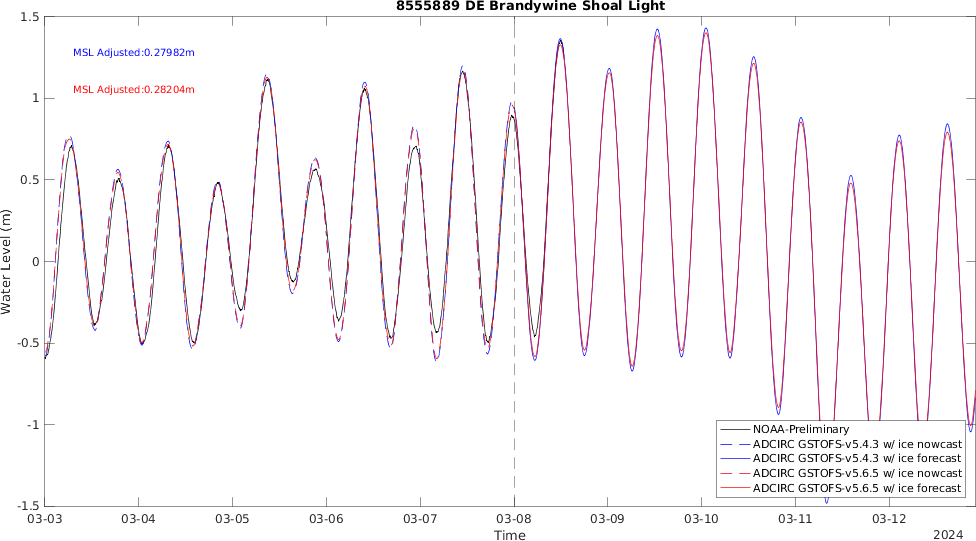 8555889 DE Brandywine Shoal Light
1.5
MSL Adjusted:0.27982m
MSL Adjusted:0.28204m
1
0.5
0
-0.5
-1
-1.5
Water Level (m)
NOAA-Preliminary
ADCIRC GSTOFS-v5.4.3 w/ ice nowcast
ADCIRC GSTOFS-v5.4.3 w/ ice forecast
ADCIRC GSTOFS-v5.6.5 w/ ice nowcast
ADCIRC GSTOFS-v5.6.5 w/ ice forecast
03-03 03-04 03-05 03-06 03-07 03-08 03-09 03-10 03-11 03-12
Time
2024